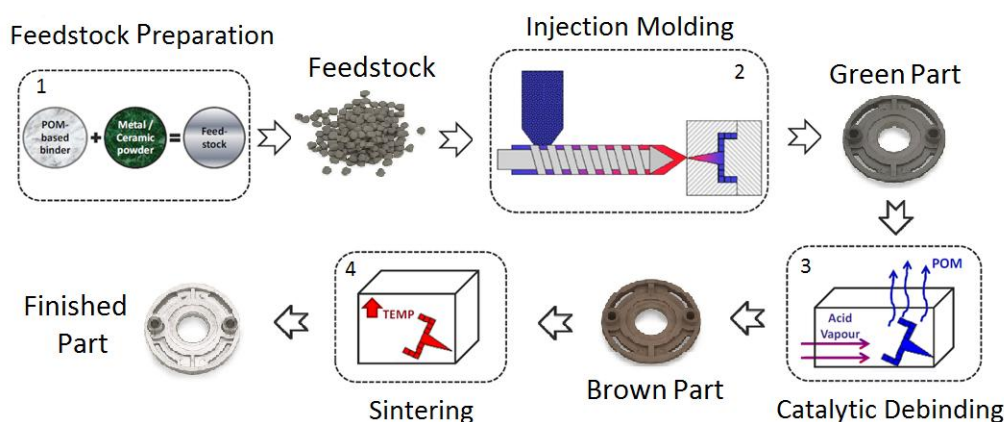 Feedstock Preparation
1
POM-
based
binder
+
Metal /
Ceramic
powder
=
Feed-
stock
Feedstock
Injection Molding
2
Green Part
3
POM
Acid
Vapour
Catalytic Debinding
Brown Part
4
TEMP
Sintering
Finished
Part